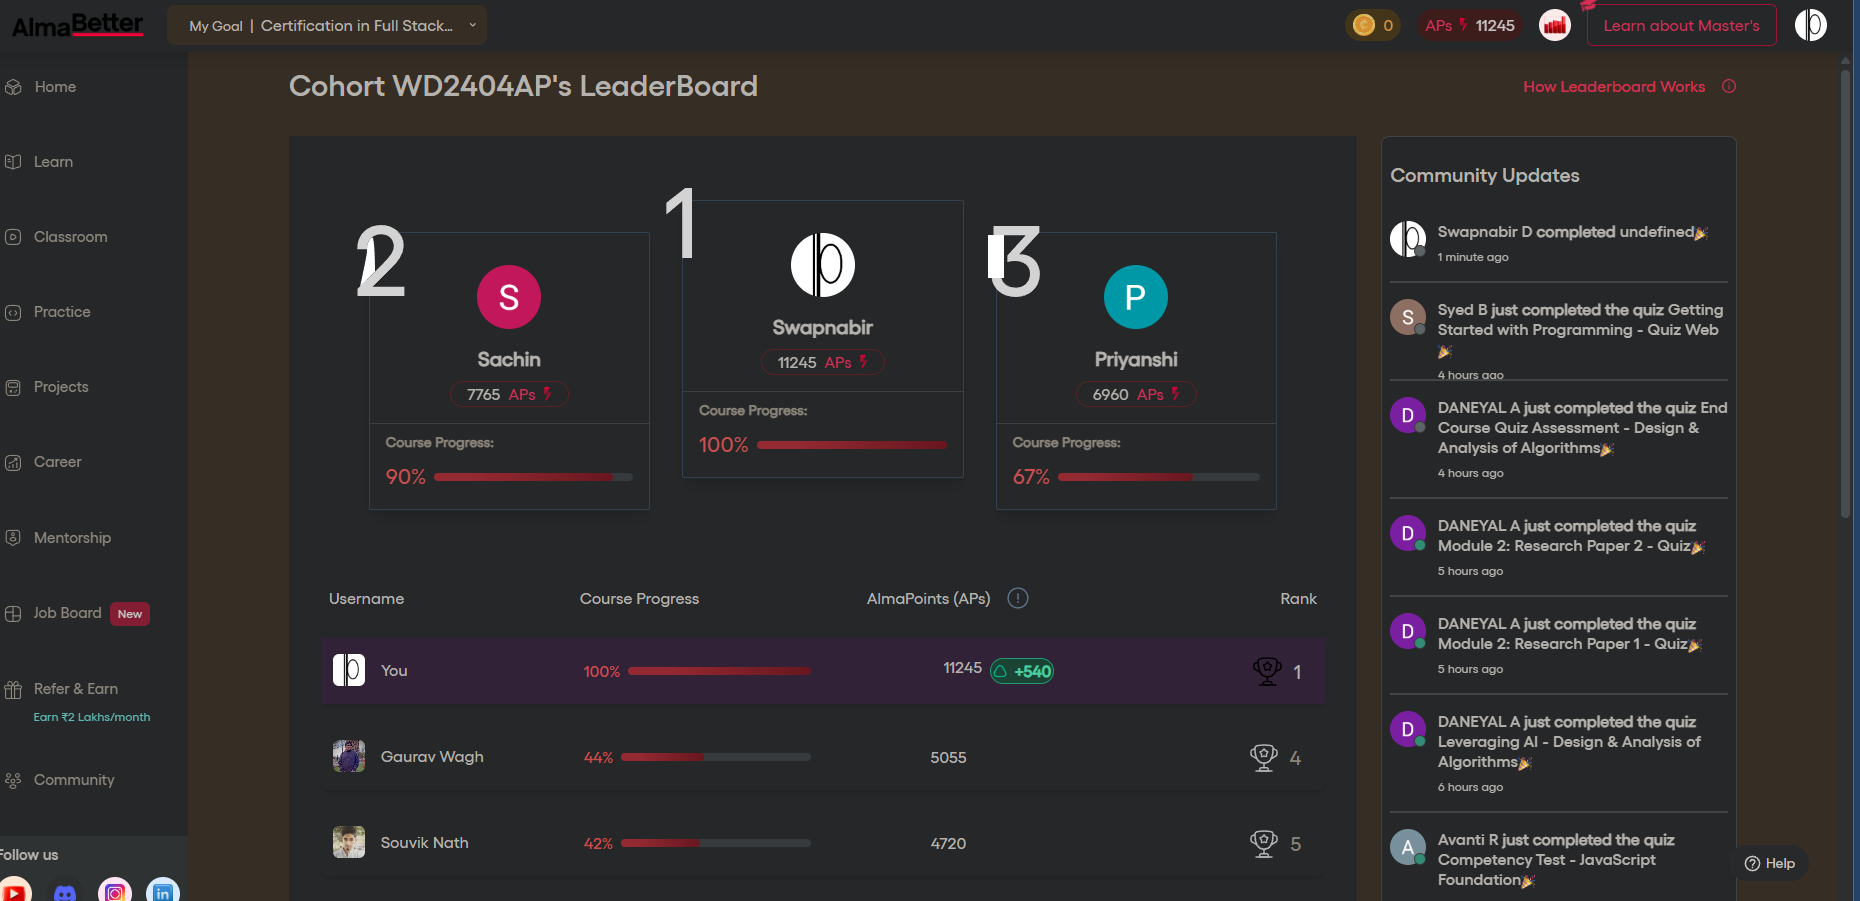 AlmaBetter
My Goal | Certification in Full Stack...
0
APs 11245
Learn about Master's
Home
Learn
Classroom
Practice
Projects
Career
Mentorship
Job Board New
Refer & Earn
Earn ₹2 Lakhs/month
Community
Follow us
Cohort WD2404AP's LeaderBoard
How Leaderboard Works
2
S
Sachin
7765 APs
Course Progress:
90%
1
Swapnabir
11245 APs
Course Progress:
100%
3
P
Priyanshi
6960 APs
Course Progress:
67%
Username Course Progress AlmaPoints (APs) Rank
You 100% 11245 +540 1
Gaurav Wagh 44% 5055 4
Souvik Nath 42% 4720 5
Community Updates
Swapnabir D completed undefined🎉
1 minute ago
S
Syed B just completed the quiz Getting
Started with Programming - Quiz Web
🎉
4 hours ago
D
DANEYAL A just completed the quiz End
Course Quiz Assessment - Design &
Analysis of Algorithms🎉
4 hours ago
D
DANEYAL A just completed the quiz
Module 2: Research Paper 2 - Quiz🎉
5 hours ago
D
DANEYAL A just completed the quiz
Module 2: Research Paper 1 - Quiz🎉
5 hours ago
D
DANEYAL A just completed the quiz
Leveraging AI - Design & Analysis of
Algorithms🎉
6 hours ago
A
Avanti R just completed the quiz
Competency Test - JavaScript
Foundation🎉
Help